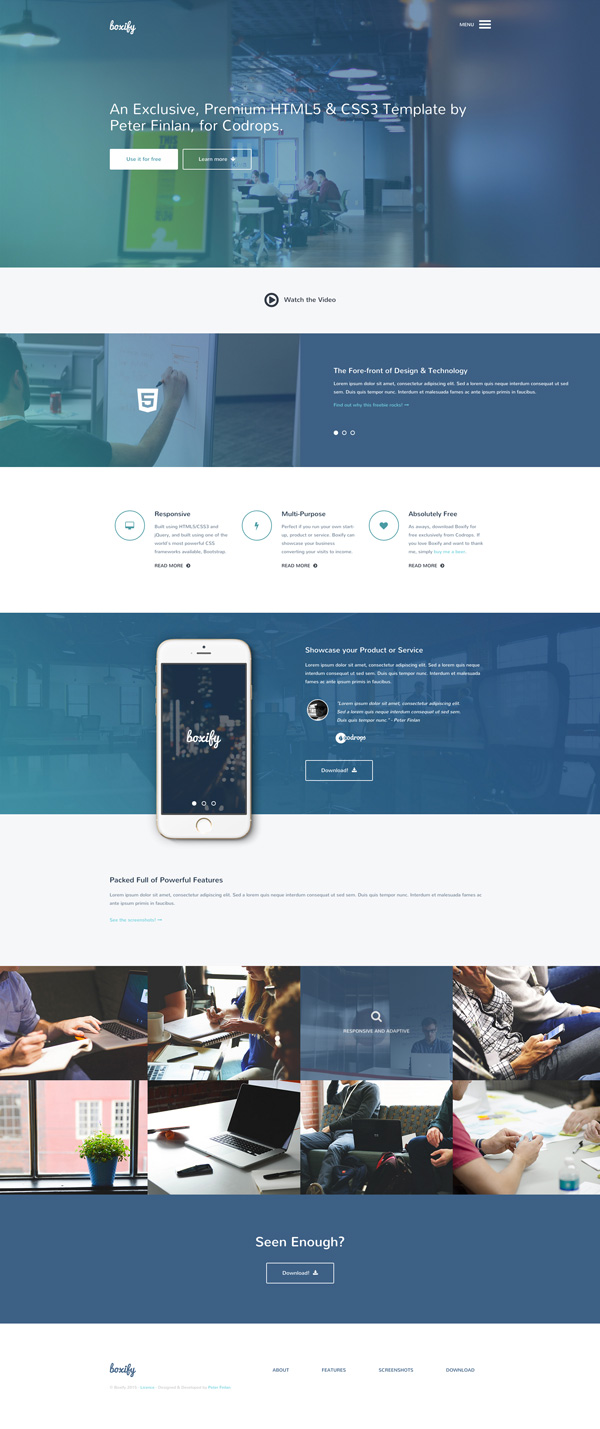 boxify
MENU
An Exclusive, Premium HTML5 & CSS3 Template by
Peter Finlan, for Codrops.
Use it for free
Learn more
Watch the Video
5
The Fore-front of Design & Technology
Lorem ipsum dolor sit amet, consectetur adipiscing elit. Sed a lorem quis neque interdum consequat ut sed
sem. Duis quis tempor nunc. Interdum et malesuada fames ac ante ipsum primis in faucibus.
Find out why this freebie rocks!
Responsive
Built using HTML5/CSS3 and
jQuery, and built using one of the
world's most powerful CSS
frameworks available, Bootstrap.
READ MORE
Multi-Purpose
Perfect if you run your own start-
up, product or service. Boxify can
showcase your business
converting your visits to income.
READ MORE
Absolutely Free
As always, download Boxify for
free exclusively from Codrops. If
you love Boxify and want to thank
me, simply buy me a beer.
READ MORE
boxify
Showcase your Product or Service
Lorem ipsum dolor sit amet, consectetur adipiscing elit. Sed a lorem quis neque
interdum consequat ut sed sem. Duis quis tempor nunc. Interdum et malesuada
fames ac ante ipsum primis in faucibus.
"Lorem ipsum dolor sit amet, consectetur adipiscing elit.
Sed a lorem quis neque interdum consequat ut sed sem.
Duis quis tempor nunc." - Peter Finlan
codrops
Download!
Packed Full of Powerful Features
Lorem ipsum dolor sit amet, consectetur adipiscing elit. Sed a lorem quis neque interdum consequat ut sed sem. Duis quis tempor nunc. Interdum et malesuada fames ac
ante ipsum primis in faucibus.
See the screenshots!
RESPONSIVE AND ADAPTIVE
Seen Enough?
Download!
boxify
ABOUT
FEATURES
SCREENSHOTS
DOWNLOAD
© Boxify 2015 Licence Designed & Developed by Peter Finlan